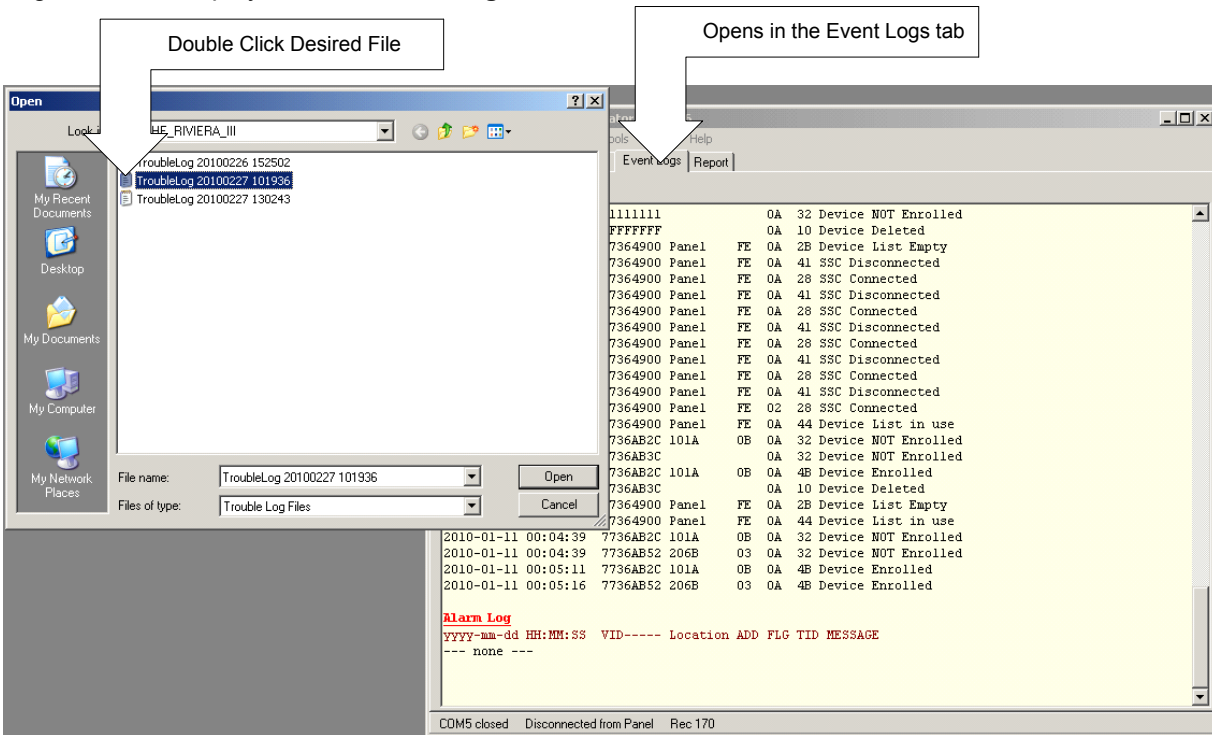 Double Click Desired File
Opens in the Event Logs tab
Open
Look i
HE_RIVIERA_III
TroubleLog 20100226 152502
TroubleLog 20100227 101936
TroubleLog 20100227 130243
My Recent
Documents
Desktop
My Documents
My Computer
My Network
Places
File name: TroubleLog 20100227 101936 Open
Files of type: Trouble Log Files Cancel
Help
Event Logs Report
1111111 0A 32 Device NOT Enrolled
FFFFFFF 0A 10 Device Deleted
7364900 Panel FE 0A 2B Device List Empty
7364900 Panel FE 0A 41 SSC Disconnected
7364900 Panel FE 0A 28 SSC Connected
7364900 Panel FE 0A 41 SSC Disconnected
7364900 Panel FE 0A 28 SSC Connected
7364900 Panel FE 0A 41 SSC Disconnected
7364900 Panel FE 0A 28 SSC Connected
7364900 Panel FE 0A 41 SSC Disconnected
7364900 Panel FE 0A 28 SSC Connected
7364900 Panel FE 0A 41 SSC Disconnected
7364900 Panel FE 02 28 SSC Connected
7364900 Panel FE 0A 44 Device List in use
736AB2C 101A 0B 0A 32 Device NOT Enrolled
736AB3C 0A 32 Device NOT Enrolled
736AB2C 101A 0B 0A 4B Device Enrolled
736AB3C 0A 10 Device Deleted
7364900 Panel FE 0A 2B Device List Empty
7364900 Panel FE 0A 44 Device List in use
2010-01-11 00:04:39 7736AB2C 101A 0B 0A 32 Device NOT Enrolled
2010-01-11 00:04:39 7736AB52 206B 03 0A 32 Device NOT Enrolled
2010-01-11 00:05:11 7736AB2C 101A 0B 0A 4B Device Enrolled
2010-01-11 00:05:16 7736AB52 206B 03 0A 4B Device Enrolled
Alarm Log
yyyy-mm-dd HH:MM:SS VID----- Location ADD FLG TID MESSAGE
--- none ---
COM5 closed Disconnected from Panel Rec 170